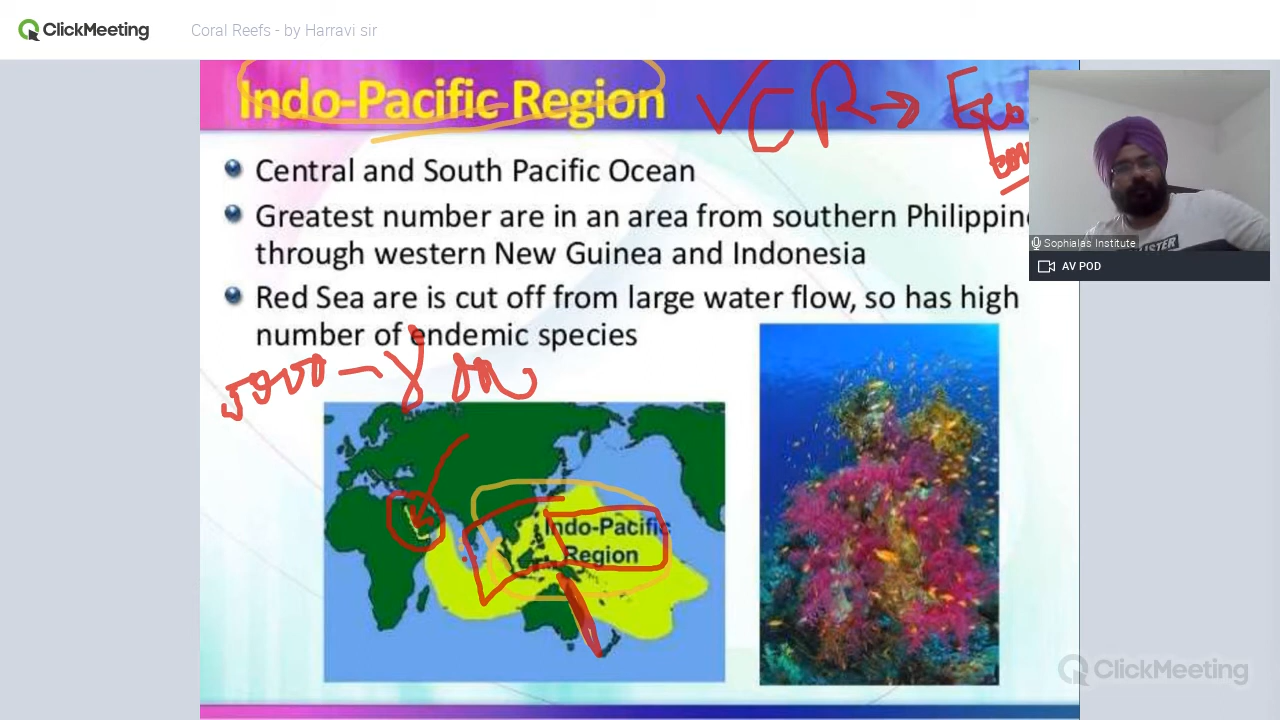 ClickMeeting
Coral Reefs - by Harravi sir
Indo-Pacific Region
Central and South Pacific Ocean
Greatest number are in an area from southern
through western New Guinea and Indonesia
Red Sea are is cut off from large water flow, so has high
number of endemic species
CR →
Sophialas Institute
AV POD
Indo-Pacific
Region
ClickMeeting